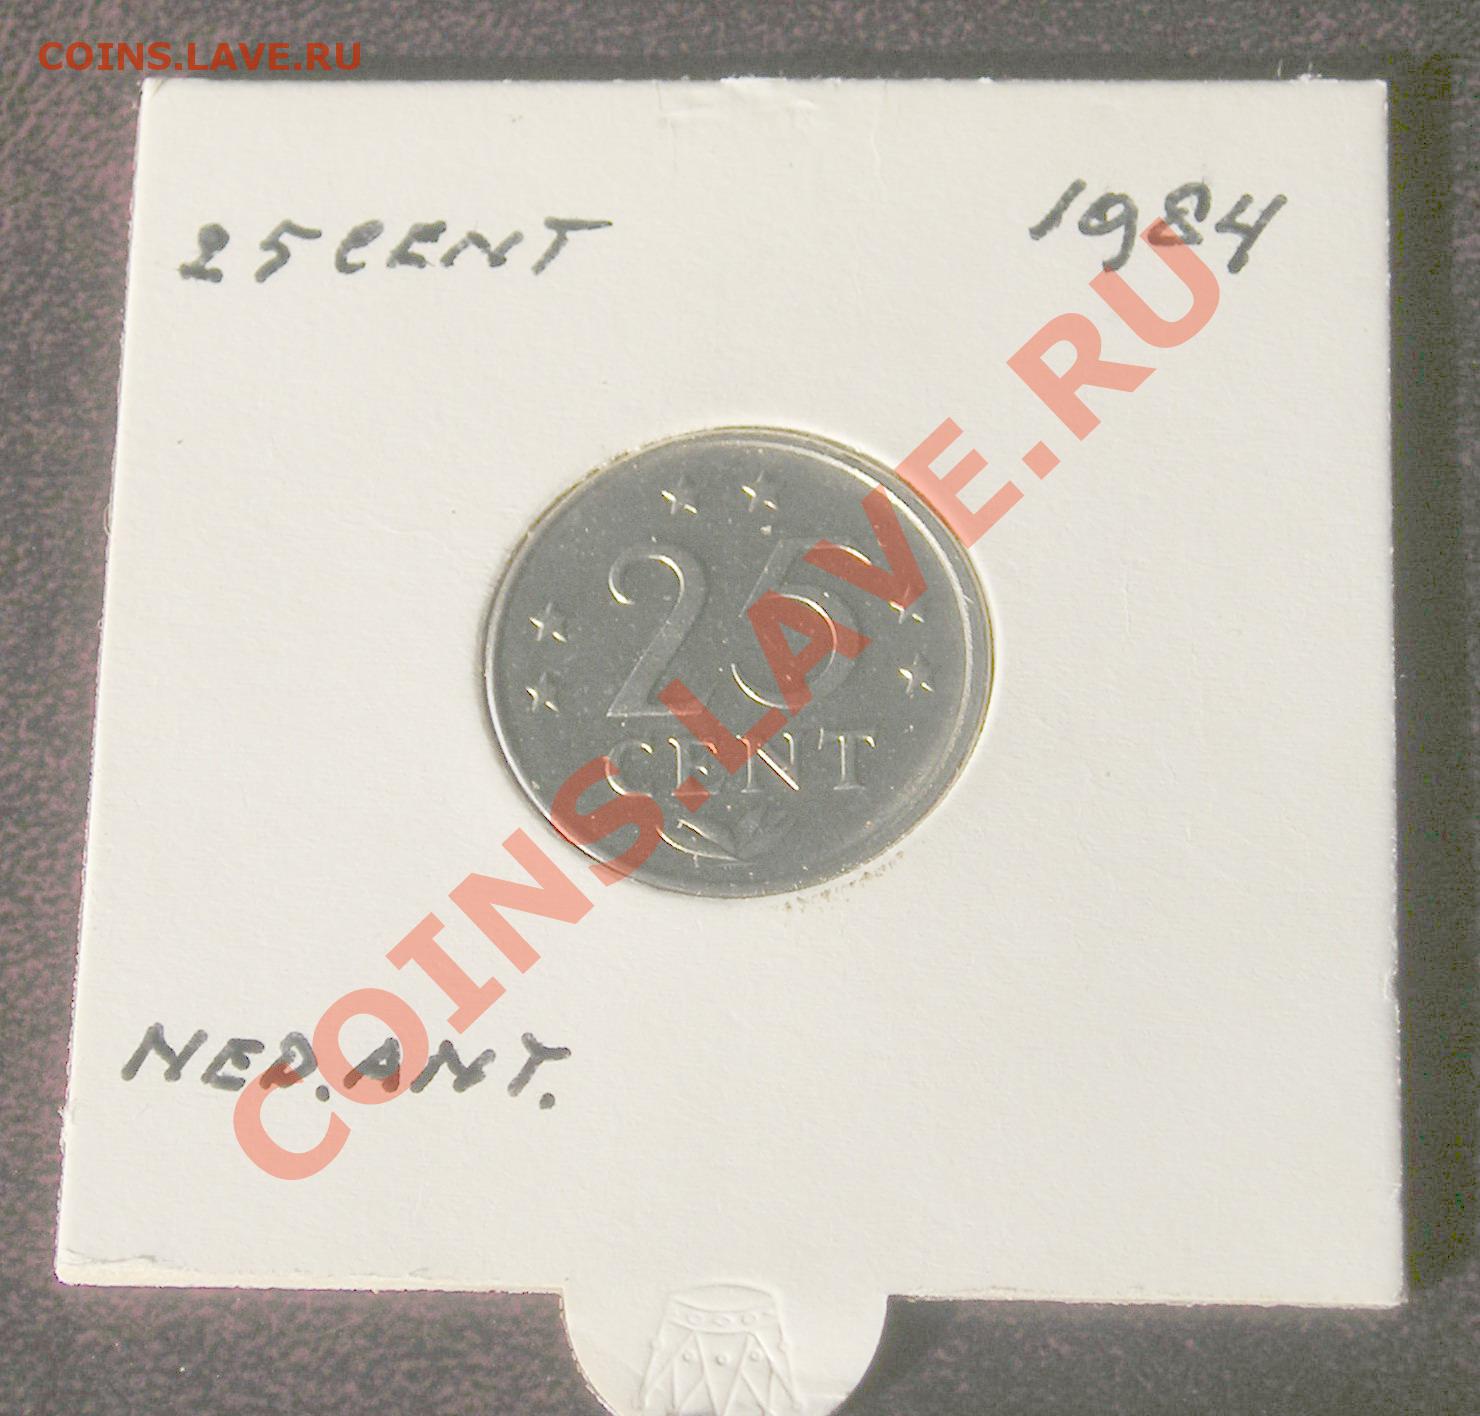 COINS.LAVE.RU
25 CENT 1984
25
CENT
NED. ANT.
COINS.LAVE.RU